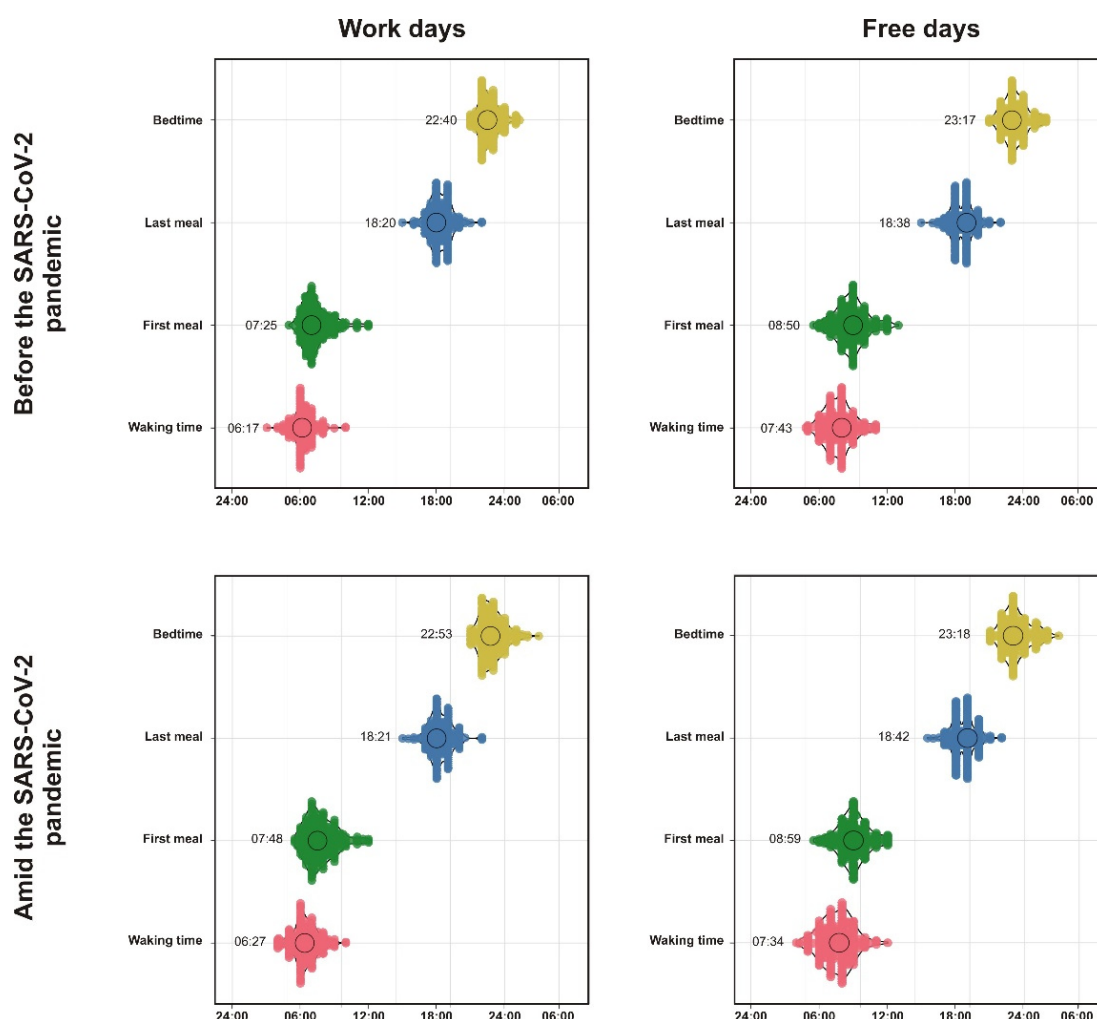 Work days
Free days
Before the SARS-CoV-2
pandemic
Bedtime
22:40
Last meal
18:20
First meal
07:25
Waking time
06:17
24:00 06:00 12:00 18:00 24:00 06:00
Bedtime
23:17
Last meal
18:38
First meal
08:50
Waking time
07:43
24:00 06:00 12:00 18:00 24:00 06:00
Amid the SARS-CoV-2
pandemic
Bedtime
22:53
Last meal
18:21
First meal
07:48
Waking time
06:27
24:00 06:00 12:00 18:00 24:00 06:00
Bedtime
23:18
Last meal
18:42
First meal
08:59
Waking time
07:34
24:00 06:00 12:00 18:00 24:00 06:00